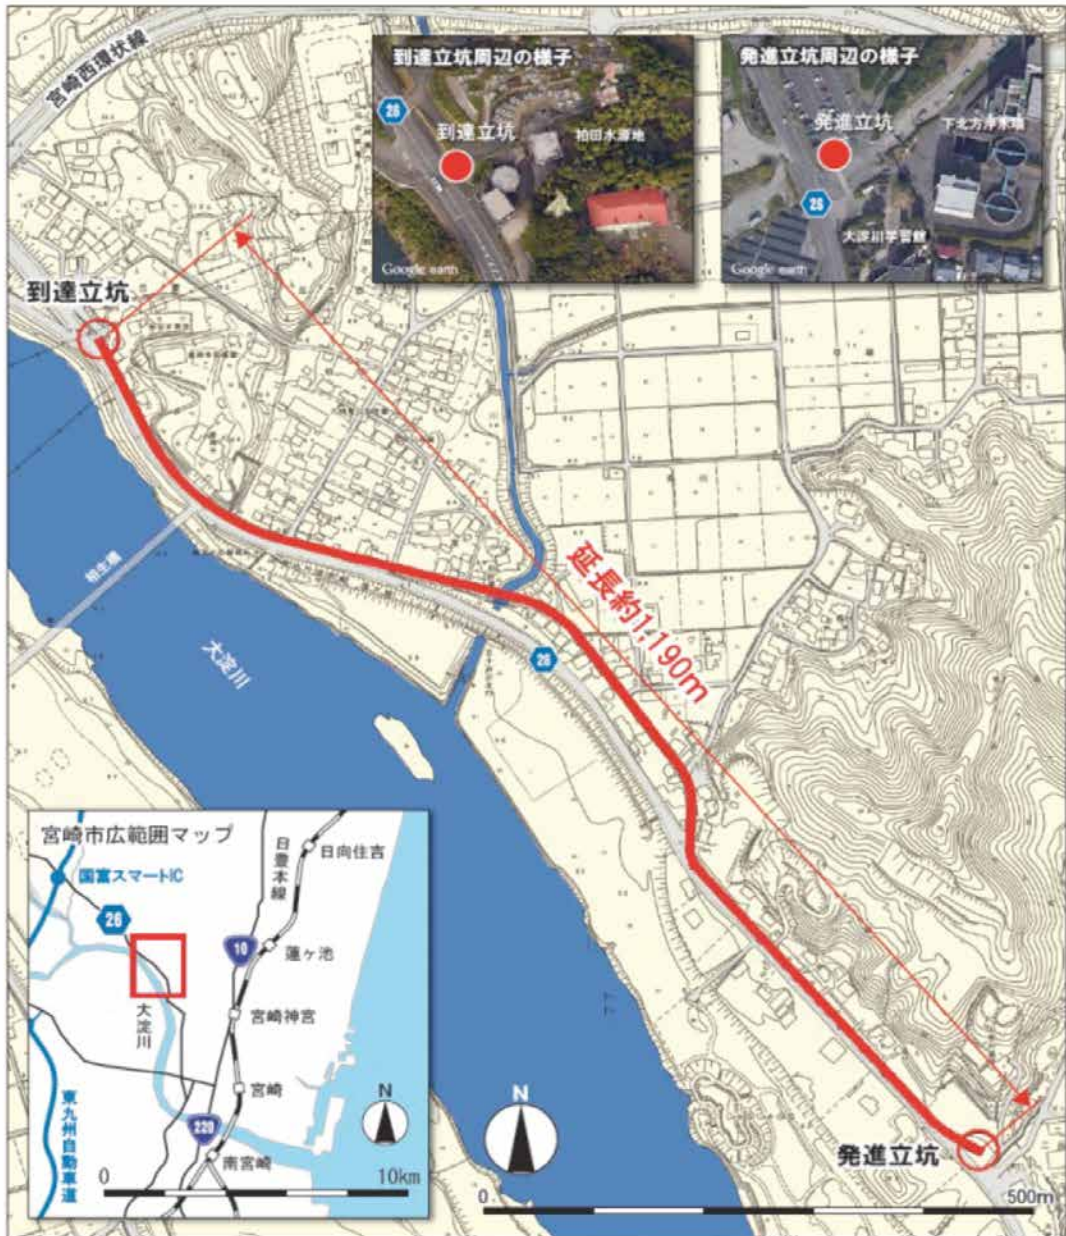 宮崎西環状線
到達立坑周辺の様子
26
到達立坑
柏田水源地
Google earth
発進立坑周辺の様子
発進立坑
下北方浄水場
26
大淀川学習館
Google earth
到達立坑
延長約1,190m
相生橋
大淀川
26
宮崎市広範囲マップ
国富スマートIC
26
日豊本線
日向住吉
10
蓮ヶ池
宮崎神宮
大淀川
宮崎
220
南宮崎
東九州自動車道
N
0
10km
N
発進立坑
0
500m